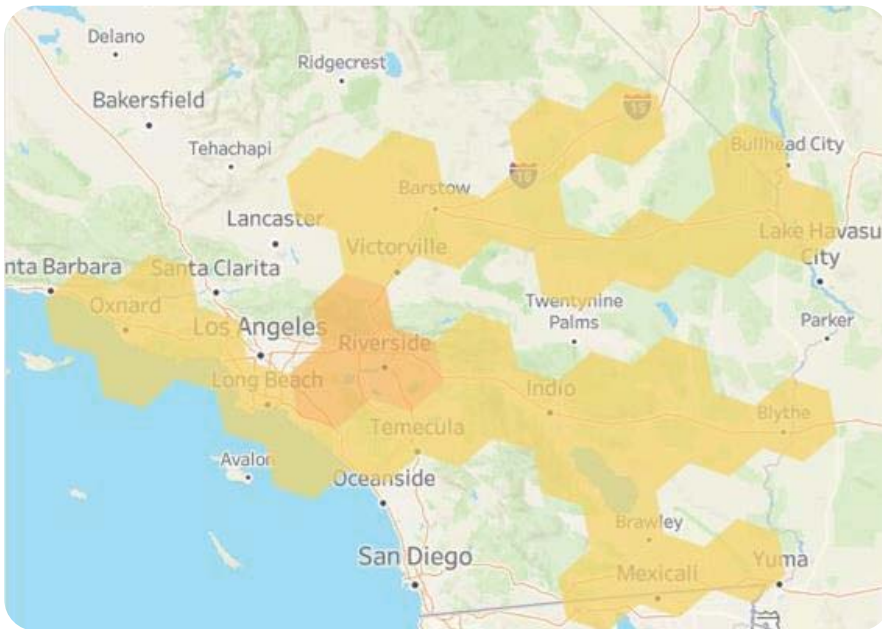 Delano
Ridgecrest
Bakersfield
Tehachapi
15
Bullhead City
Barstow
Lancaster
Lake Havasu
City
Victorville
nta Barbara
Santa Clarita
Oxnard
Twentynine
Palms
Los Angeles
Parker
Riverside
Long Beach
Indio
Blythe
Temecula
Avalon
Oceanside
Brawley
San Diego
Mexicali
Yuma